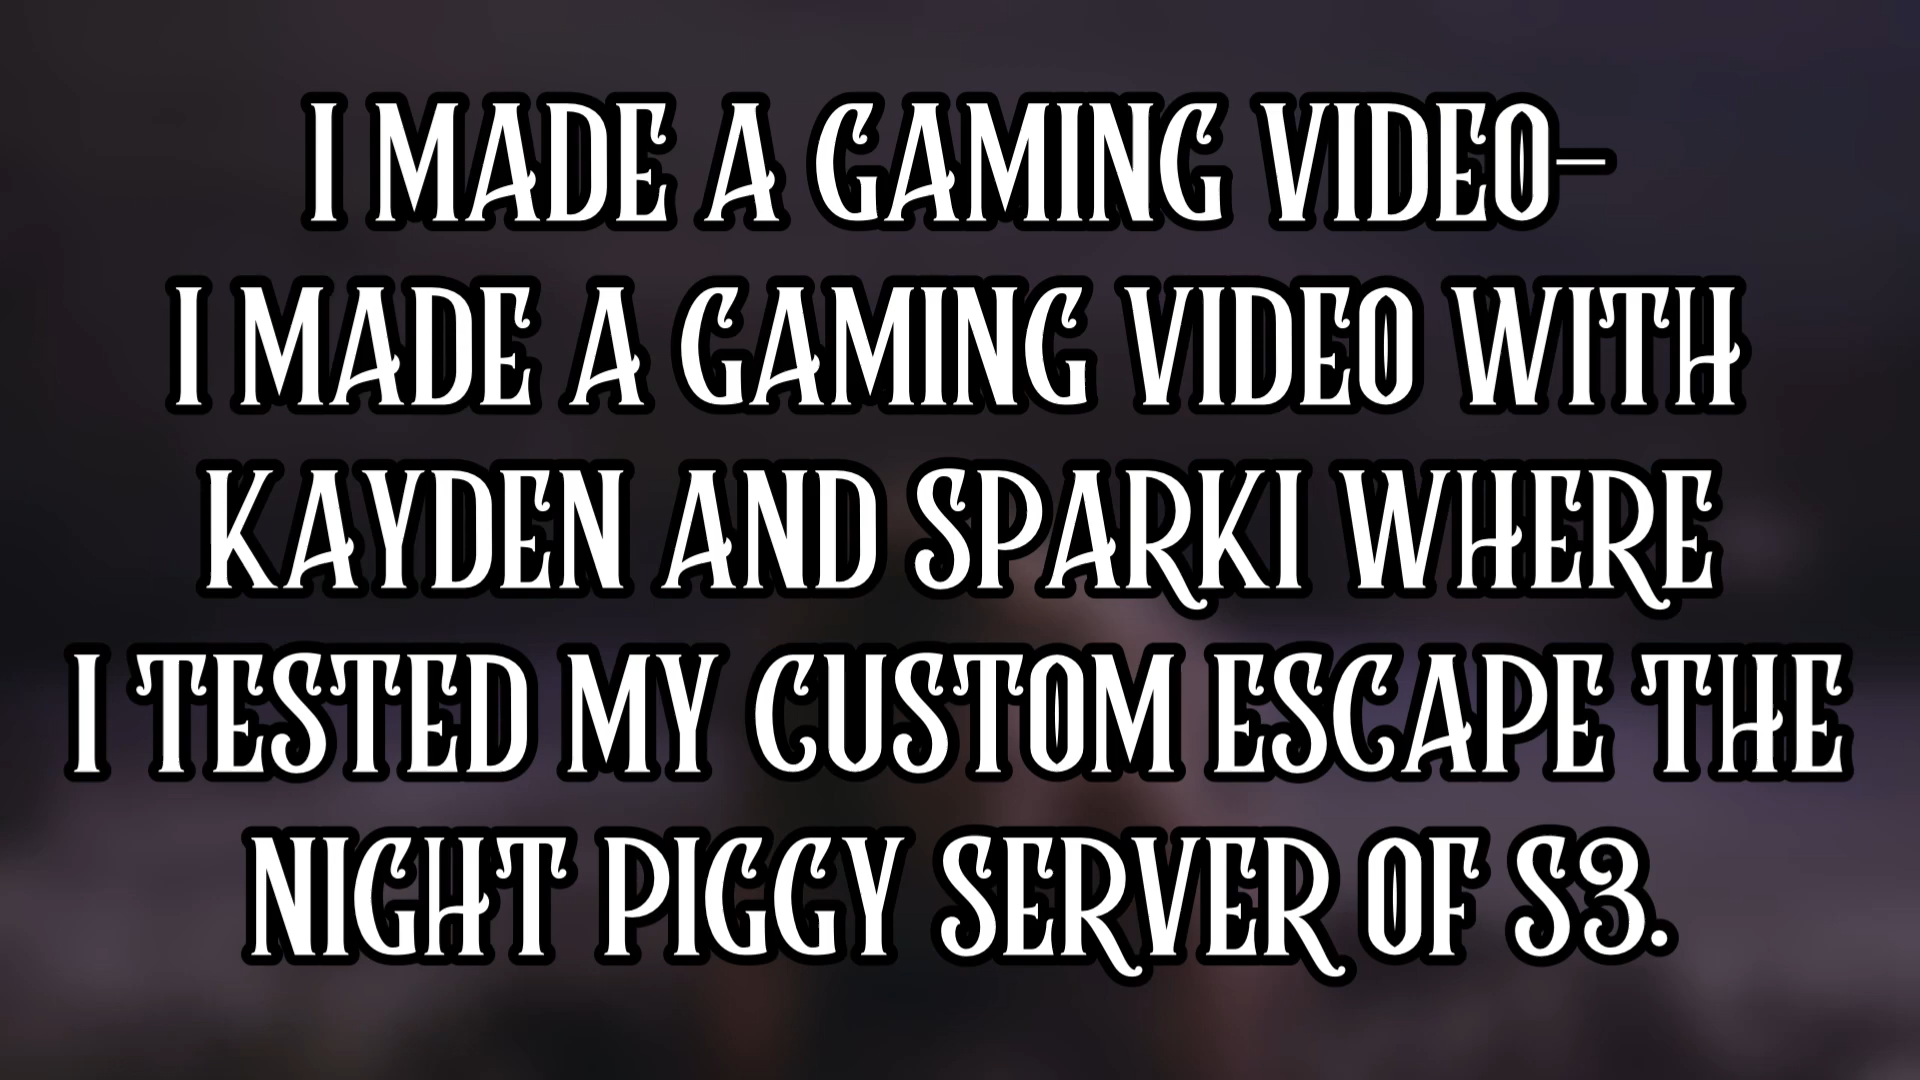 I MADE A GAMING VIDEO–
I MADE A GAMING VIDEO WITH
KAYDEN AND SPARKI WHERE
I TESTED MY CUSTOM ESCAPE THE
NIGHT PIGGY SERVER OF S3.